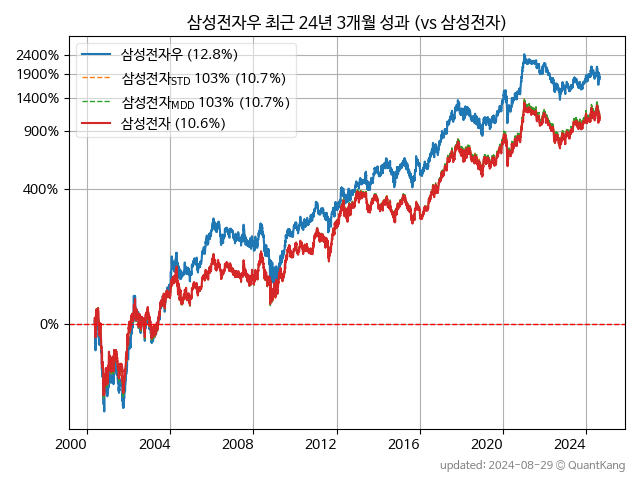 삼성전자우 최근 24년 3개월 성과 (vs 삼성전자)
삼성전자우 (12.8%)
삼성전자STD 103% (10.7%)
삼성전자MDD 103% (10.7%)
삼성전자 (10.6%)
2400%
1900%
1400%
900%
400%
0%
2000 2004 2008 2012 2016 2020 2024
updated: 2024-08-29 © QuantKang